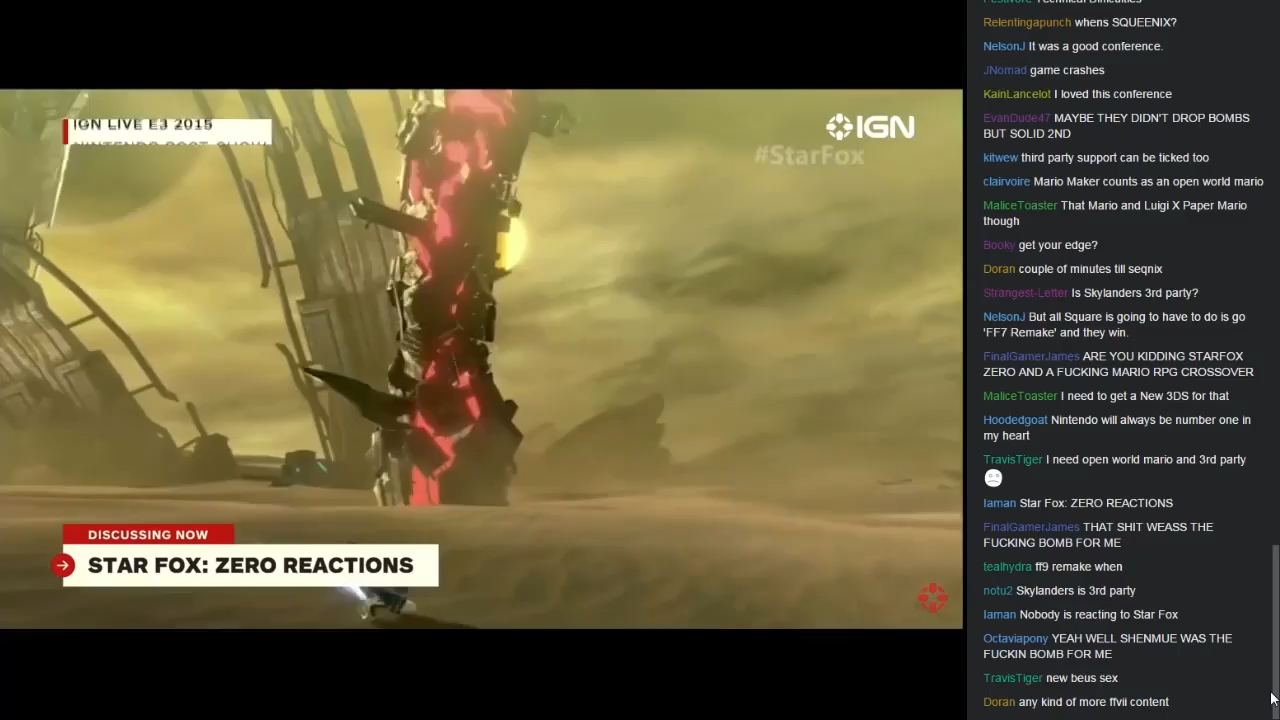 IGN LIVE E3 2015
NINTENDO POST-SHOW
IGN
#StarFox
DISCUSSING NOW
STAR FOX: ZERO REACTIONS
Technical Difficulties
Relentingapunch whens SQUEENIX?
NelsonJ It was a good conference.
JNomad game crashes
KainLancelot I loved this conference
EvanDude47 MAYBE THEY DIDN'T DROP BOMBS
BUT SOLID 2ND
kitwew third party support can be ticked too
clairvoire Mario Maker counts as an open world mario
MaliceToaster That Mario and Luigi X Paper Mario
though
Booky get your edge?
Doran couple of minutes till seqnix
Strangest-Letter Is Skylanders 3rd party?
NelsonJ But all Square is going to have to do is go
'FF7 Remake' and they win.
FinalGamerJames ARE YOU KIDDING STARFOX
ZERO AND A FUCKING MARIO RPG CROSSOVER
MaliceToaster I need to get a New 3DS for that
Hoodedgoat Nintendo will always be number one in
my heart
TravisTiger I need open world mario and 3rd party
Iaman Star Fox: ZERO REACTIONS
FinalGamerJames THAT SHIT WEASS THE
FUCKING BOMB FOR ME
tealhydra ff9 remake when
notu2 Skylanders is 3rd party
Iaman Nobody is reacting to Star Fox
Octaviapony YEAH WELL SHENMUE WAS THE
FUCKIN BOMB FOR ME
TravisTiger new beus sex
Doran any kind of more ffvii content